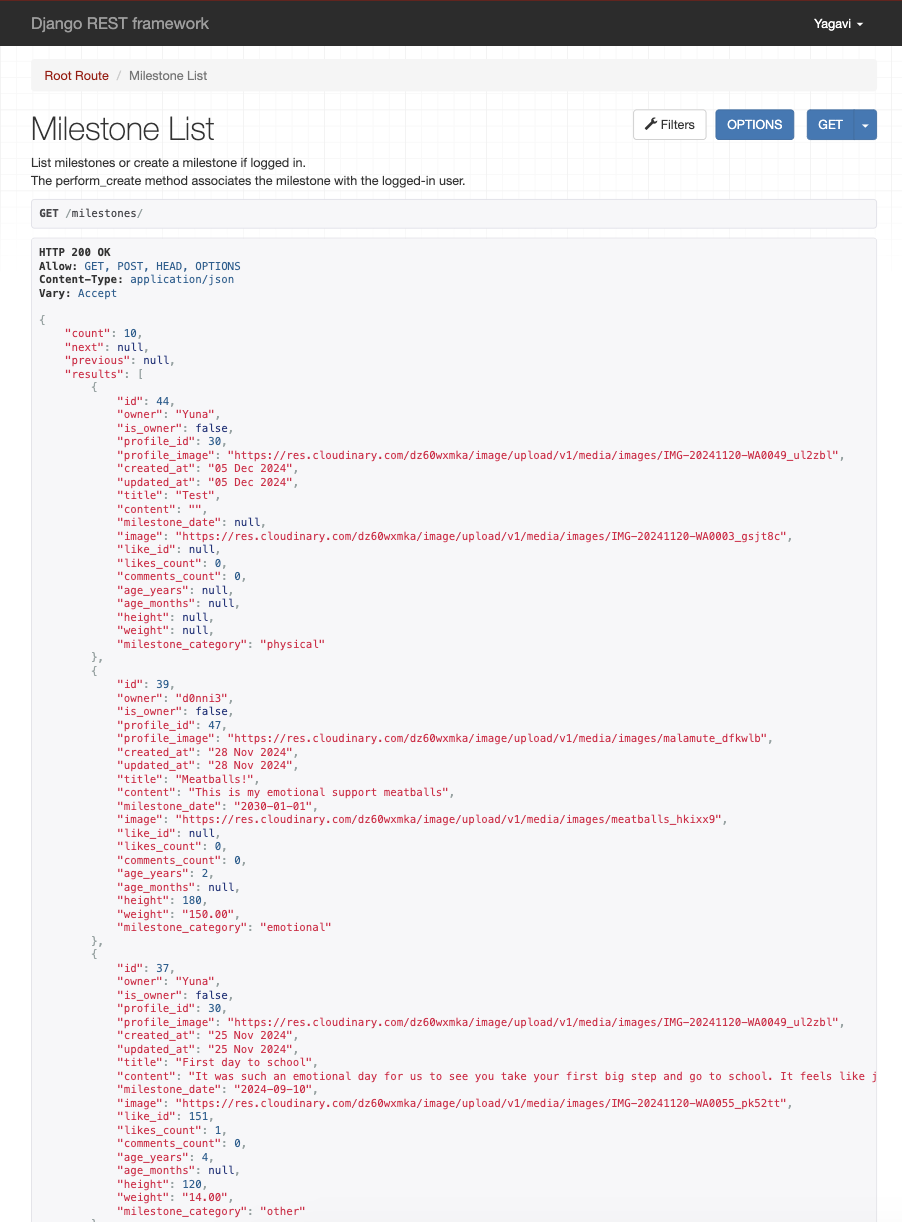 Django REST framework
Yagavi
Root Route / Milestone List
Milestone List
Filters
OPTIONS
GET
List milestones or create a milestone if logged in.
The perform_create method associates the milestone with the logged-in user.
GET /milestones/
HTTP 200 OK
Allow: GET, POST, HEAD, OPTIONS
Content-Type: application/json
Vary: Accept
{
    "count": 10,
    "next": null,
    "previous": null,
    "results": [
        {
            "id": 44,
            "owner": "Yuna",
            "is_owner": false,
            "profile_id": 30,
            "profile_image": "https://res.cloudinary.com/dz60wxmka/image/upload/v1/media/images/IMG-20241120-WA0049_ul2zbl",
            "created_at": "05 Dec 2024",
            "updated_at": "05 Dec 2024",
            "title": "Test",
            "content": "",
            "milestone_date": null,
            "image": "https://res.cloudinary.com/dz60wxmka/image/upload/v1/media/images/IMG-20241120-WA0003_gsjt8c",
            "like_id": null,
            "likes_count": 0,
            "comments_count": 0,
            "age_years": null,
            "age_months": null,
            "height": null,
            "weight": null,
            "milestone_category": "physical"
        },
        {
            "id": 39,
            "owner": "d0nni3",
            "is_owner": false,
            "profile_id": 47,
            "profile_image": "https://res.cloudinary.com/dz60wxmka/image/upload/v1/media/images/malamute_dfkwlb",
            "created_at": "28 Nov 2024",
            "updated_at": "28 Nov 2024",
            "title": "Meatballs!",
            "content": "This is my emotional support meatballs",
            "milestone_date": "2030-01-01",
            "image": "https://res.cloudinary.com/dz60wxmka/image/upload/v1/media/images/meatballs_hkixx9",
            "like_id": null,
            "likes_count": 0,
            "comments_count": 0,
            "age_years": 2,
            "age_months": null,
            "height": 180,
            "weight": "150.00",
            "milestone_category": "emotional"
        },
        {
            "id": 37,
            "owner": "Yuna",
            "is_owner": false,
            "profile_id": 30,
            "profile_image": "https://res.cloudinary.com/dz60wxmka/image/upload/v1/media/images/IMG-20241120-WA0049_ul2zbl",
            "created_at": "25 Nov 2024",
            "updated_at": "25 Nov 2024",
            "title": "First day to school",
            "content": "It was such an emotional day for us to see you take your first big step and go to school. It feels like j
            "milestone_date": "2024-09-10",
            "image": "https://res.cloudinary.com/dz60wxmka/image/upload/v1/media/images/IMG-20241120-WA0055_pk52tt",
            "like_id": 151,
            "likes_count": 1,
            "comments_count": 0,
            "age_years": 4,
            "age_months": null,
            "height": 120,
            "weight": "14.00",
            "milestone_category": "other"